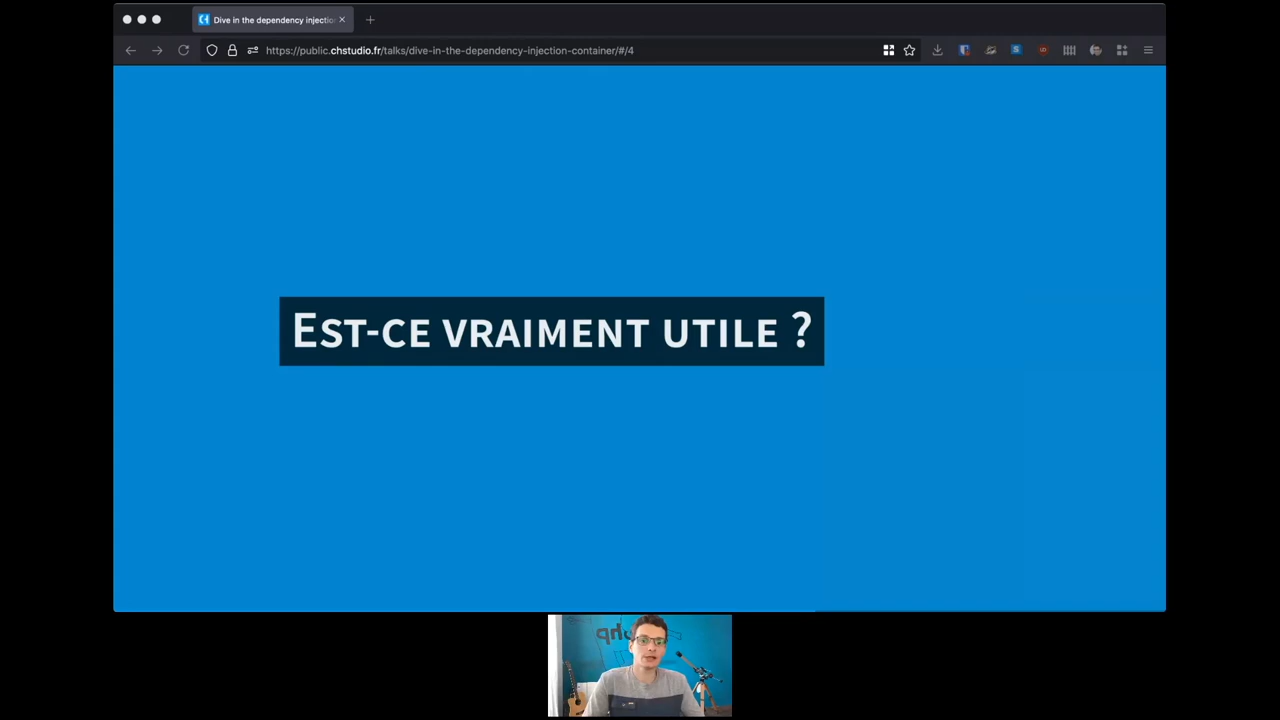 Dive in the dependency injectio
https://public.chstudio.fr/talks/dive-in-the-dependency-injection-container/#/4
Est-ce vraiment utile ?
php